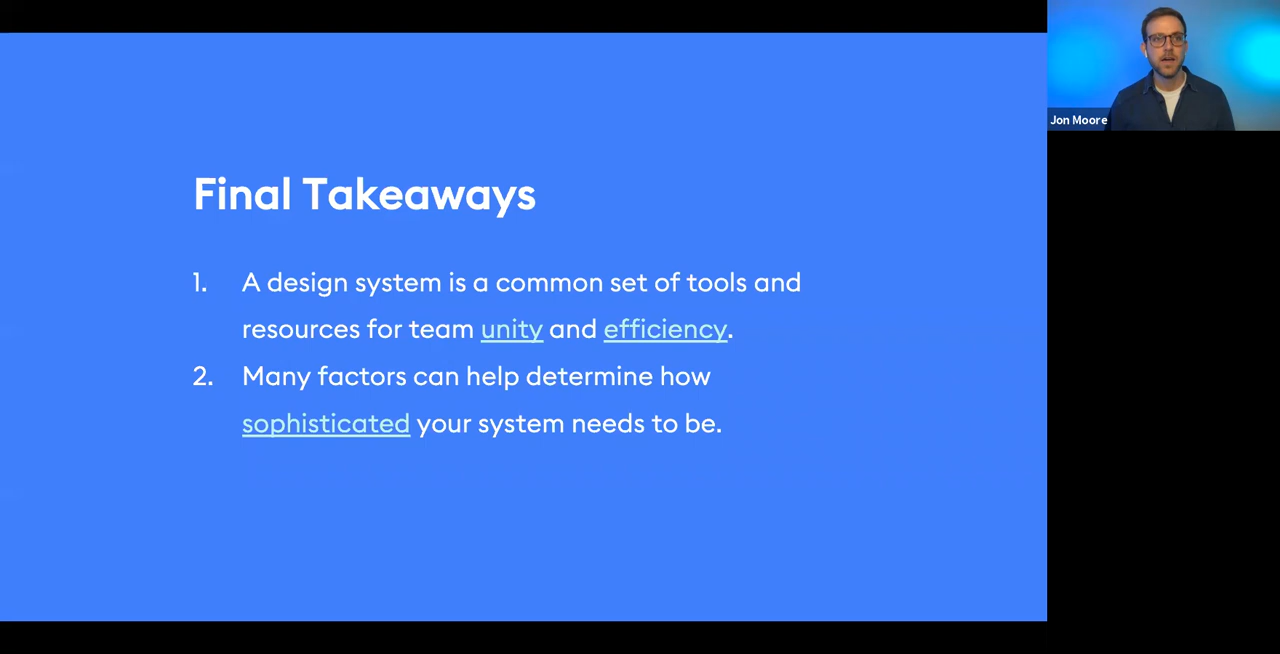 Final Takeaways
1. A design system is a common set of tools and
resources for team unity and efficiency.
2. Many factors can help determine how
sophisticated your system needs to be.
Jon Moore